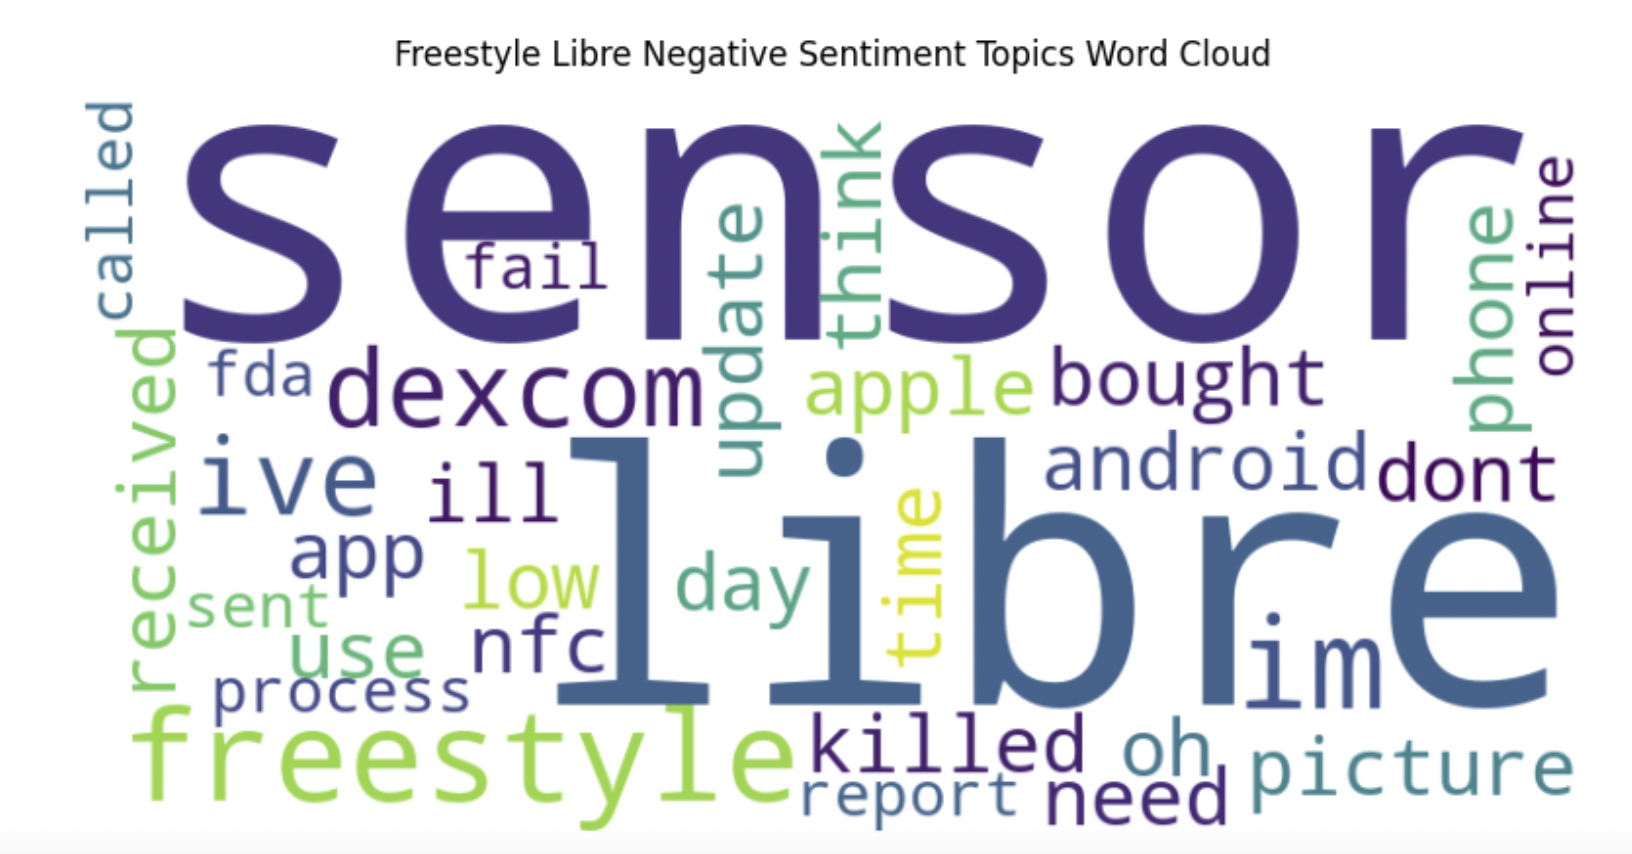 Freestyle Libre Negative Sentiment Topics Word Cloud
called
sensor
think
online
fail
update
phone
received
fda
dexcom
apple
bought
ive
ill
libre
android
dont
app
low
day
time
sent
use
nfc
im
process
freestyle
killed
oh
picture
report
need